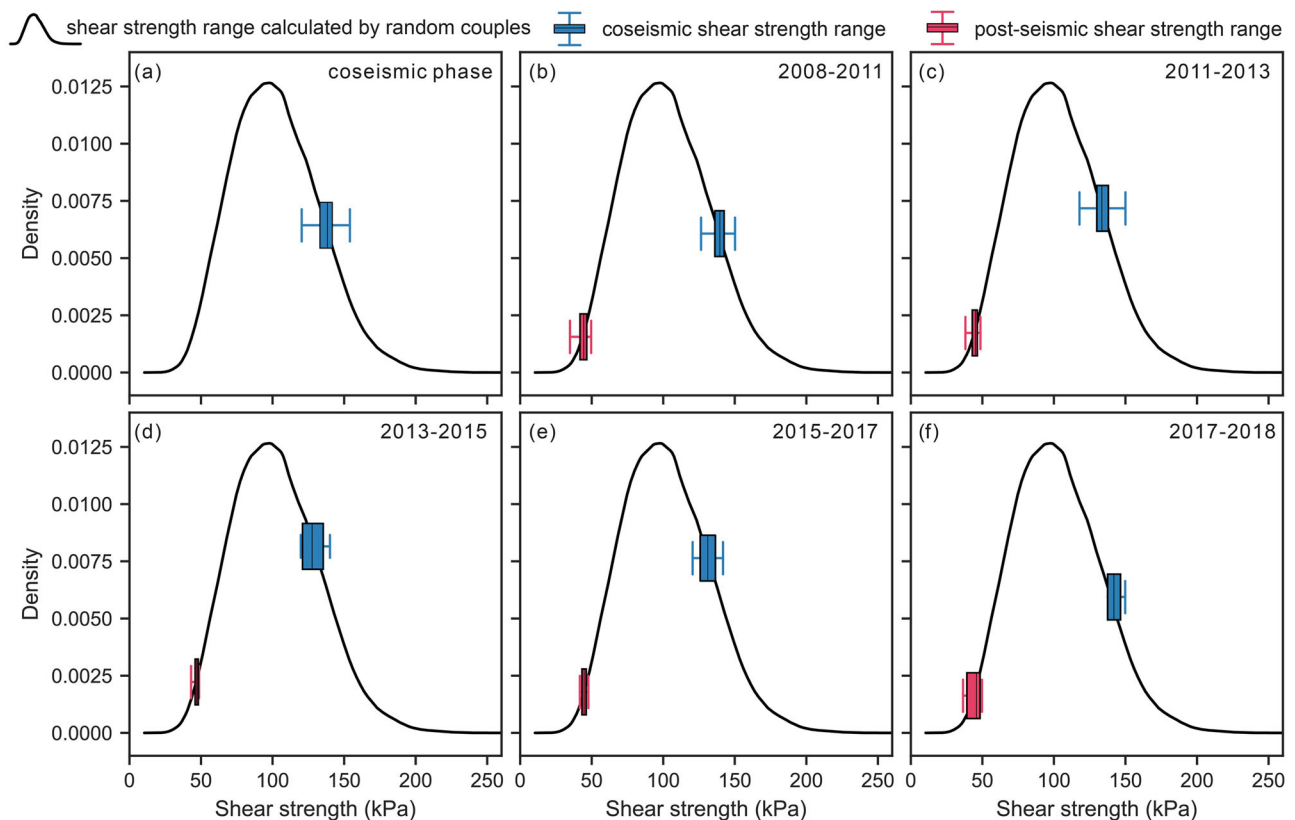 shear strength range calculated by random couples coseismic shear strength range post-seismic shear strength range
(a) coseismic phase (b) 2008-2011 (c) 2011-2013
0.0125
0.0100
0.0075
0.0050
0.0025
0.0000
Density
(d) 2013-2015 (e) 2015-2017 (f) 2017-2018
0.0125
0.0100
0.0075
0.0050
0.0025
0.0000
Density
0 50 100 150 200 250 0 50 100 150 200 250 0 50 100 150 200 250
Shear strength (kPa) Shear strength (kPa) Shear strength (kPa)